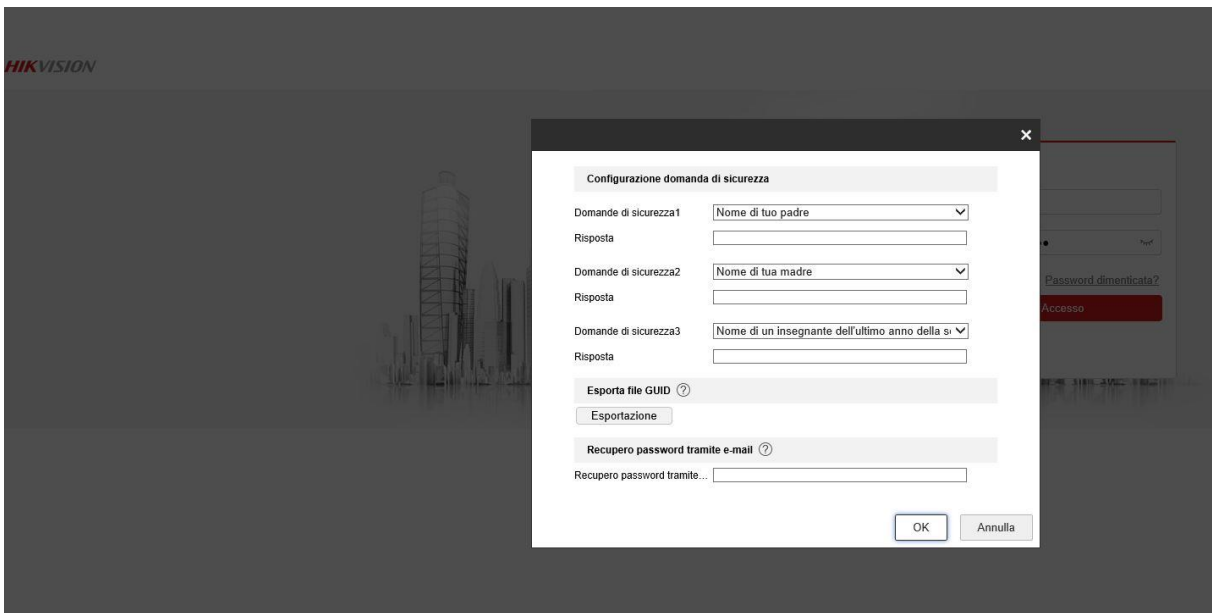 HIKVISION
Configurazione domanda di sicurezza
Domande di sicurezza1 Nome di tuo padre
Risposta
Domande di sicurezza2 Nome di tua madre
Risposta
Password dimenticata?
Accesso
Domande di sicurezza3 Nome di un insegnante dell'ultimo anno della
Risposta
Esporta file GUID ?
Esportazione
Recupero password tramite e-mail ?
Recupero password tramite...
OK Annulla